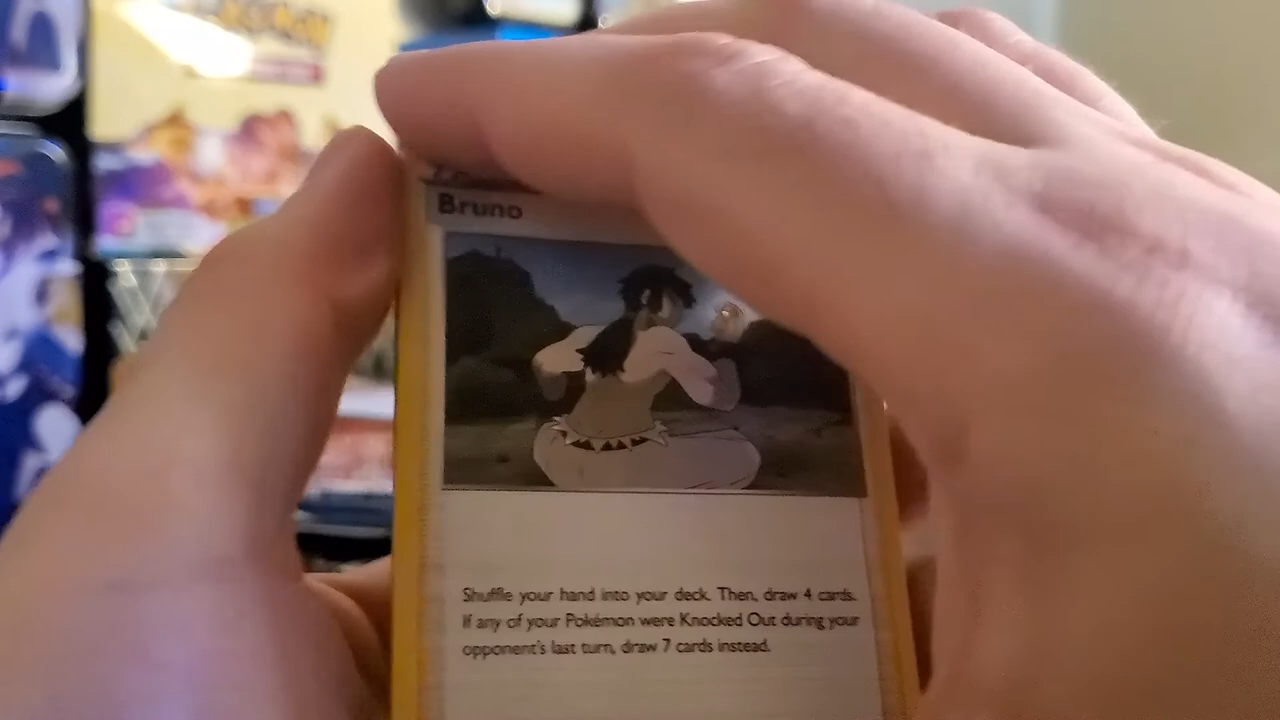 POKÉMON
Bruno
Shuffle your hand into your deck. Then, draw 4 cards.
If any of your Pokémon were Knocked Out during your
opponent's last turn, draw 7 cards instead.